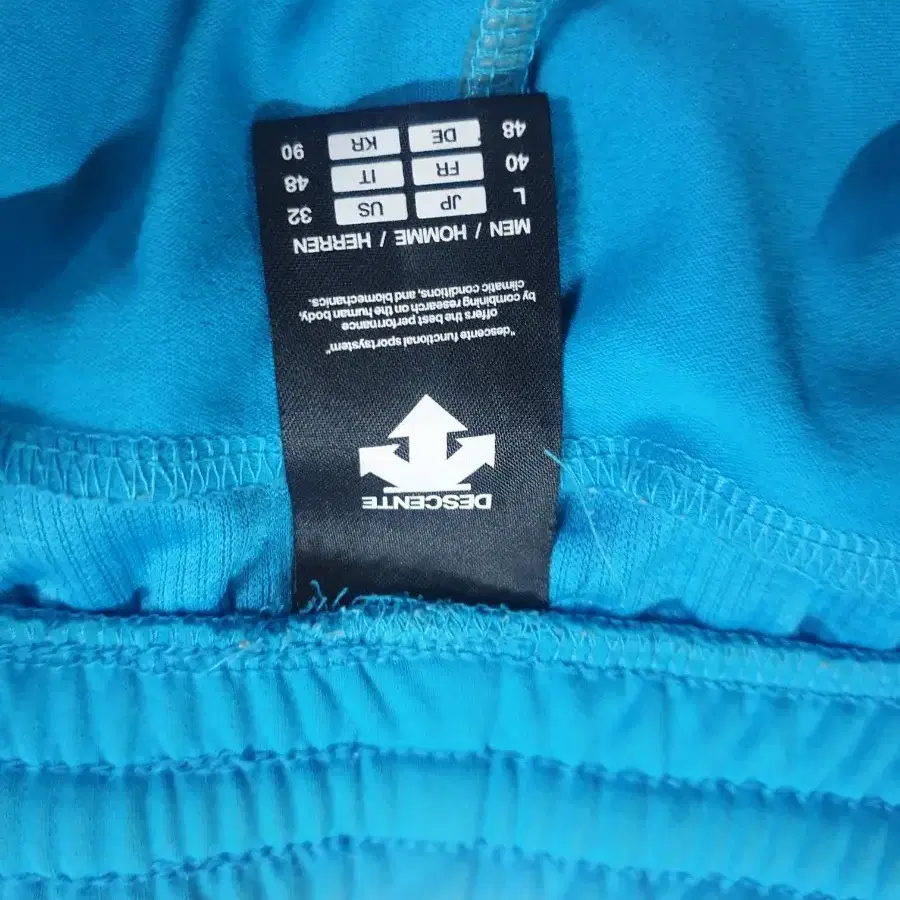 DESCENTE
"descente functional sportsystem"
offers the best performance
by combining research on the human body,
climatic conditions, and biomechanics.
MEN / HOMME / HERREN
L JP US 32
40 FR IT 48
48 DE KR 90